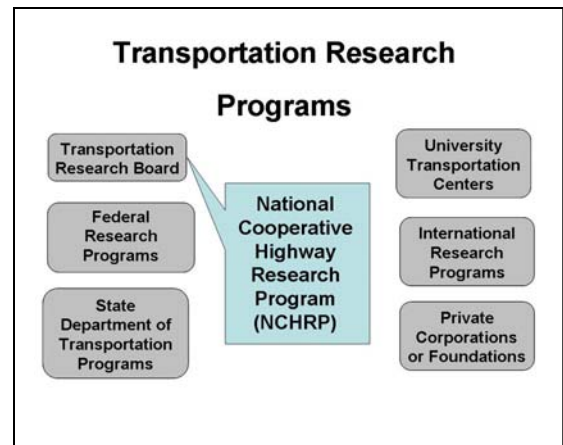 Transportation Research
Programs
Transportation
Research Board
Federal
Research
Programs
State
Department of
Transportation
Programs
National
Cooperative
Highway
Research
Program
(NCHRP)
University
Transportation
Centers
International
Research
Programs
Private
Corporations
or Foundations